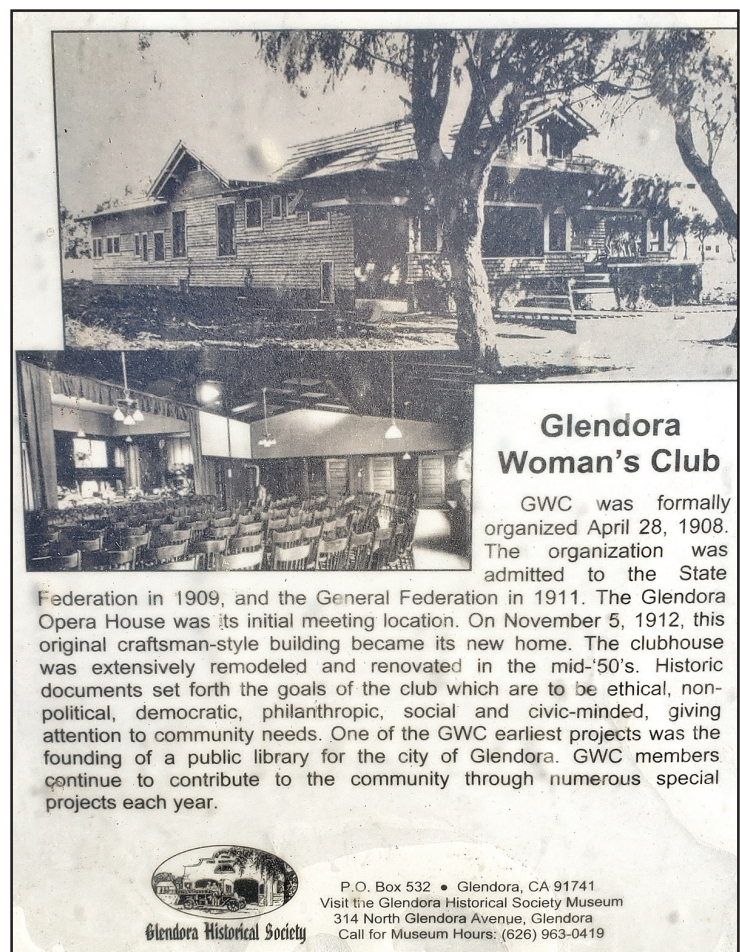 Glendora
Woman's Club
GWC was formally
organized April 28, 1908.
The organization was
admitted to the State
Federation in 1909, and the General Federation in 1911. The Glendora
Opera House was its initial meeting location. On November 5, 1912, this
original craftsman-style building became its new home. The clubhouse
was extensively remodeled and renovated in the mid-'50's. Historic
documents set forth the goals of the club which are to be ethical, non-
political, democratic, philanthropic, social and civic-minded, giving
attention to community needs. One of the GWC earliest projects was the
founding of a public library for the city of Glendora. GWC members
continue to contribute to the community through numerous special
projects each year.
Glendora Historical Society
P.O. Box 532 • Glendora, CA 91741
Visit the Glendora Historical Society Museum
314 North Glendora Avenue, Glendora
Call for Museum Hours: (626) 963-0419